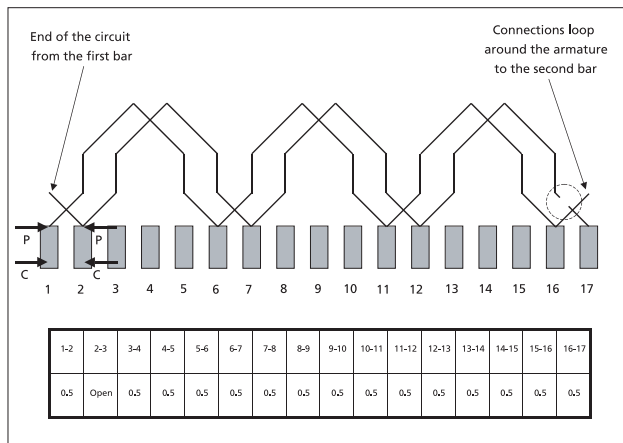 End of the circuit
from the first bar
Connections loop
around the armature
to the second bar
P P
C C
1 2 3 4 5 6 7 8 9 10 11 12 13 14 15 16 17
1-2 2-3 3-4 4-5 5-6 6-7 7-8 8-9 9-10 10-11 11-12 12-13 13-14 14-15 15-16 16-17
0.5 Open 0.5 0.5 0.5 0.5 0.5 0.5 0.5 0.5 0.5 0.5 0.5 0.5 0.5 0.5